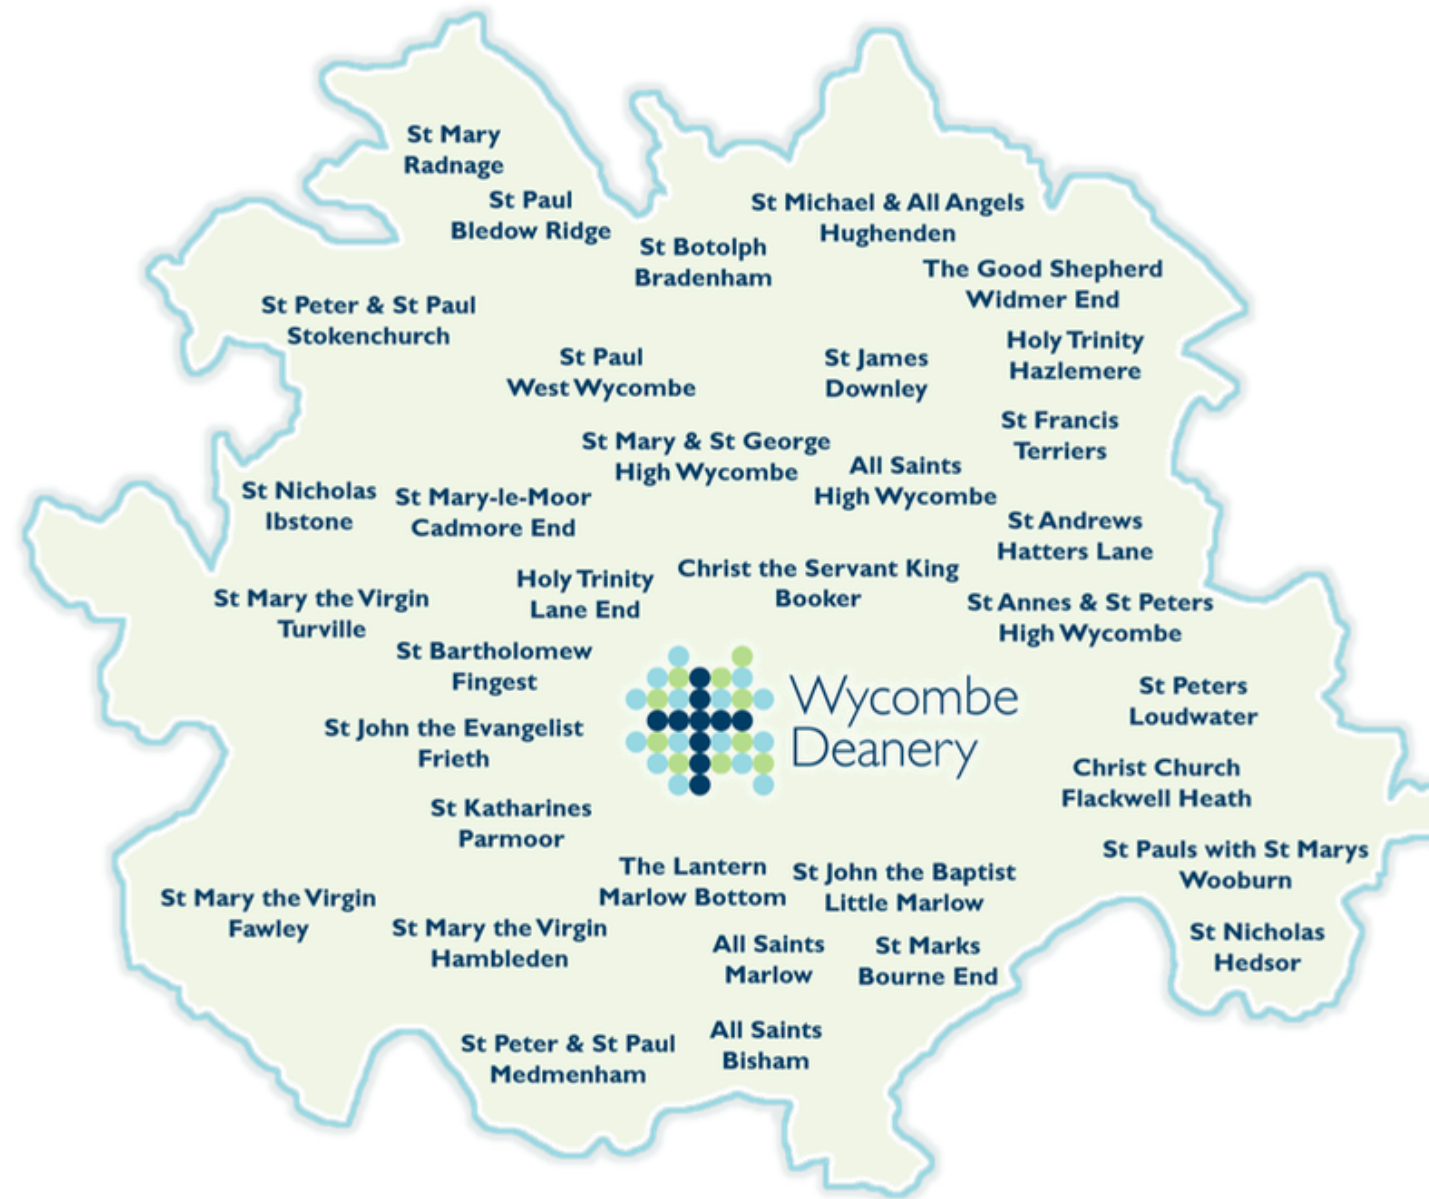 St Mary
Radnage
St Paul
Bledow Ridge
St Botolph
Bradenham
St Michael & All Angels
Hughenden
The Good Shepherd
Widmer End
St Peter & St Paul
Stokenchurch
St Paul
West Wycombe
St James
Downley
Holy Trinity
Hazlemere
St Francis
Terriers
St Mary & St George
High Wycombe
All Saints
High Wycombe
St Nicholas
Ibstone
St Mary-le-Moor
Cadmore End
St Andrews
Hatters Lane
Holy Trinity
Lane End
Christ the Servant King
Booker
St Mary the Virgin
Turville
St Annes & St Peters
High Wycombe
St Bartholomew
Fingest
Wycombe
Deanery
St Peters
Loudwater
St John the Evangelist
Frieth
Christ Church
Flackwell Heath
St Katharines
Parmoor
St Pauls with St Marys
Wooburn
The Lantern
Marlow Bottom
St John the Baptist
Little Marlow
St Mary the Virgin
Fawley
St Mary the Virgin
Hambleden
All Saints
Marlow
St Marks
Bourne End
St Nicholas
Hedsor
St Peter & St Paul
Medmenham
All Saints
Bisham